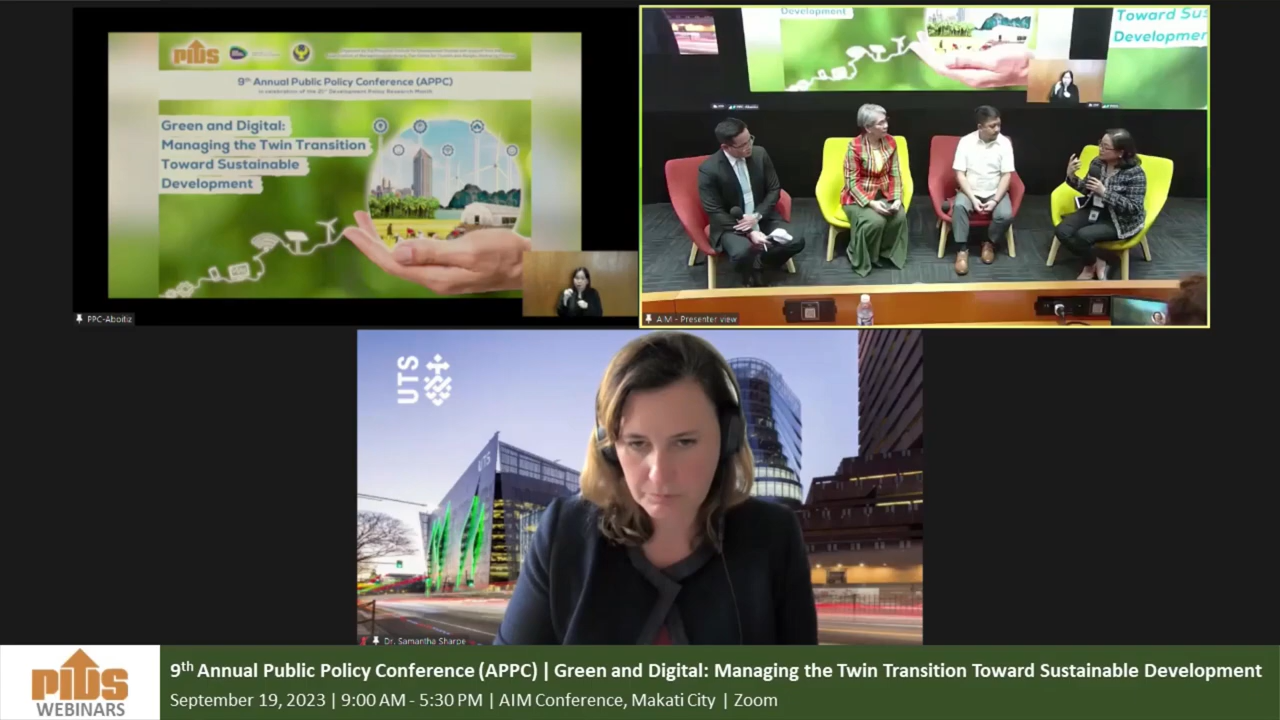 PIDS
9th Annual Public Policy Conference (APPC)
Green and Digital:
Managing the Twin Transition
Toward Sustainable
Development
PPC-Aboitiz
Development
Toward Sus
Developmen
AIM - Presenter view
UTS
UTS
Dr. Samantha Sharpe
PIDS
WEBINARS
9th Annual Public Policy Conference (APPC) | Green and Digital: Managing the Twin Transition Toward Sustainable Development
September 19, 2023 | 9:00 AM - 5:30 PM | AIM Conference, Makati City | Zoom